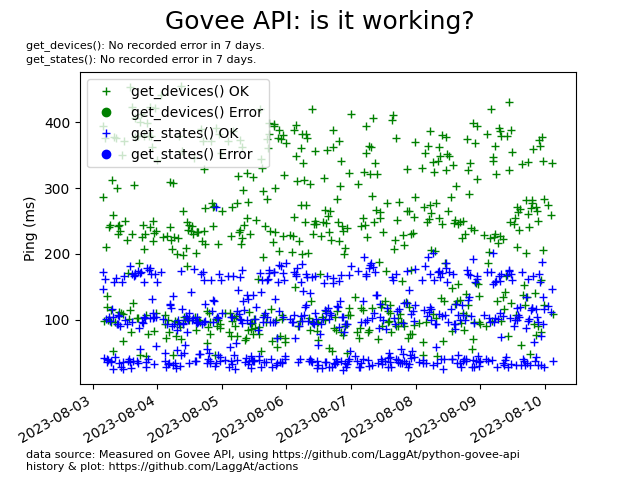 Govee API: is it working?
get_devices(): No recorded error in 7 days.
get_states(): No recorded error in 7 days.
get_devices() OK
get_devices() Error
get_states() OK
get_states() Error
Ping (ms)
400
300
200
100
2023-08-03
2023-08-04
2023-08-05
2023-08-06
2023-08-07
2023-08-08
2023-08-09
2023-08-10
data source: Measured on Govee API, using https://github.com/LaggAt/python-govee-api
history & plot: https://github.com/LaggAt/actions